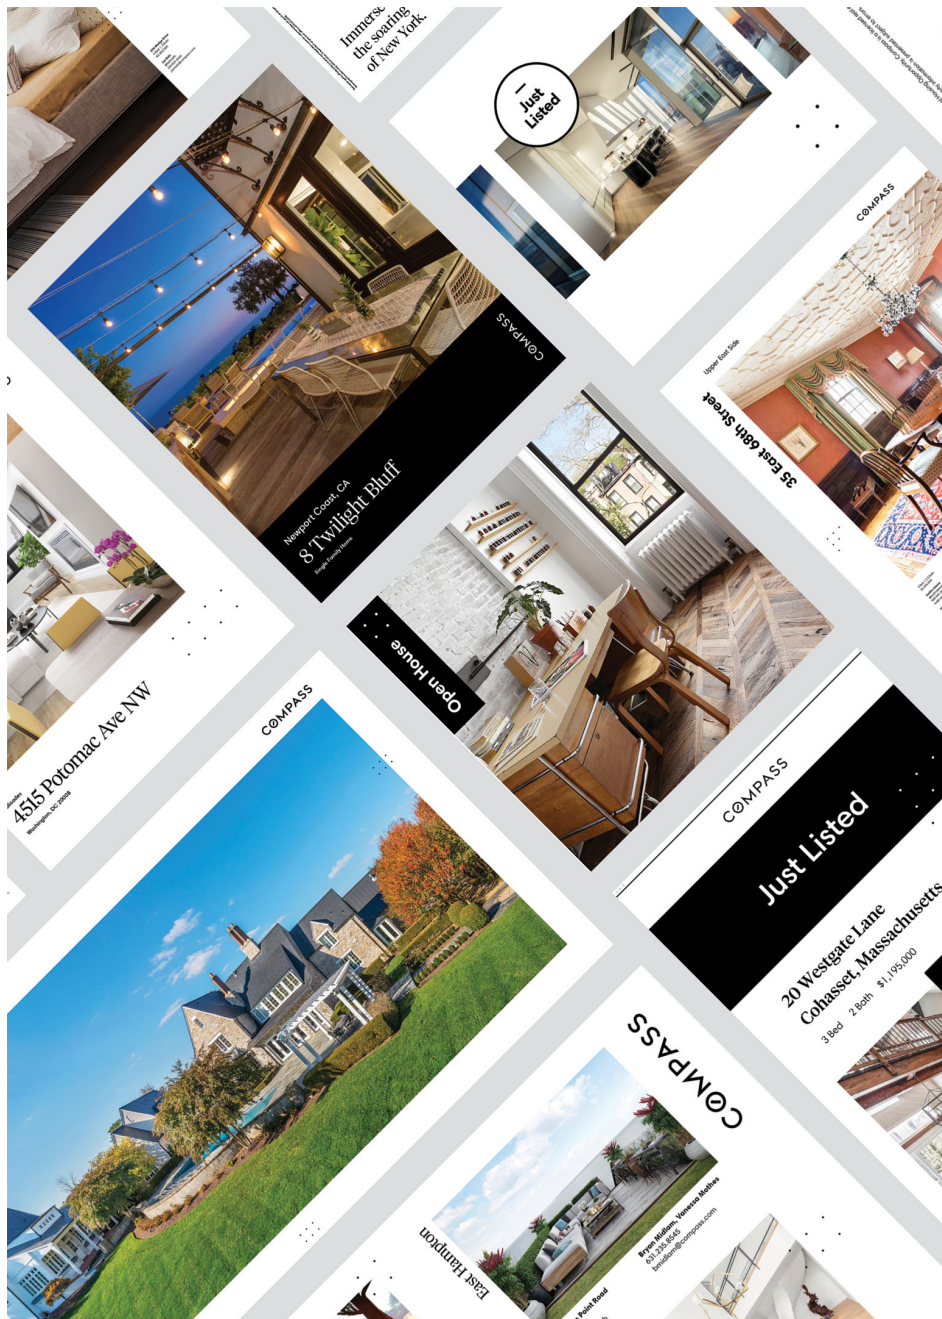 Immerse
the soaring
of New York.
Just
Listed
COMPASS
Upper East Side
35 East 68th Street
COMPASS
Newport Coast, CA
8 Twilight Bluff
Single Family Home
Open House
4515 Potomac Ave NW
Washington, DC 20008
COMPASS
COMPASS
Just Listed
20 Westgate Lane
Cohasset, Massachusetts
3 Bed 2 Bath $1,195,000
COMPASS
East Hampton
Bryan Midlam, Vanessa Mothes
631.235.8545
bmidlam@compass.com
Point Road